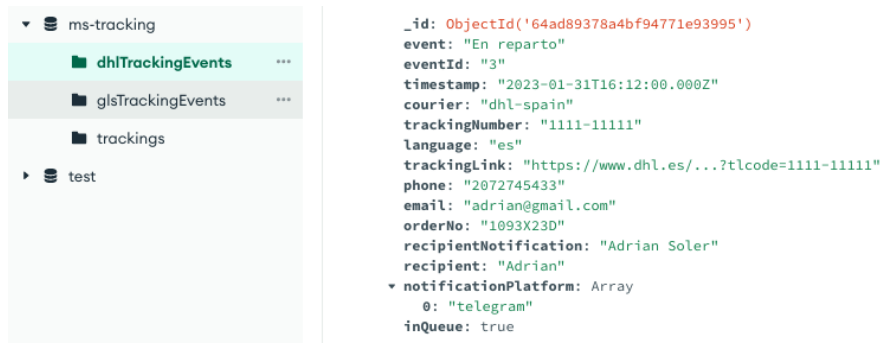 ms-tracking
dhlTrackingEvents
glsTrackingEvents
trackings
test
_id: ObjectId('64ad89378a4bf94771e93995')
event: "En reparto"
eventId: "3"
timestamp: "2023-01-31T16:12:00.000Z"
courier: "dhl-spain"
trackingNumber: "1111-11111"
language: "es"
trackingLink: "https://www.dhl.es/...?tlcode=1111-11111"
phone: "2072745433"
email: "adrian@gmail.com"
orderNo: "1093X23D"
recipientNotification: "Adrian Soler"
recipient: "Adrian"
notificationPlatform: Array
0: "telegram"
inQueue: true